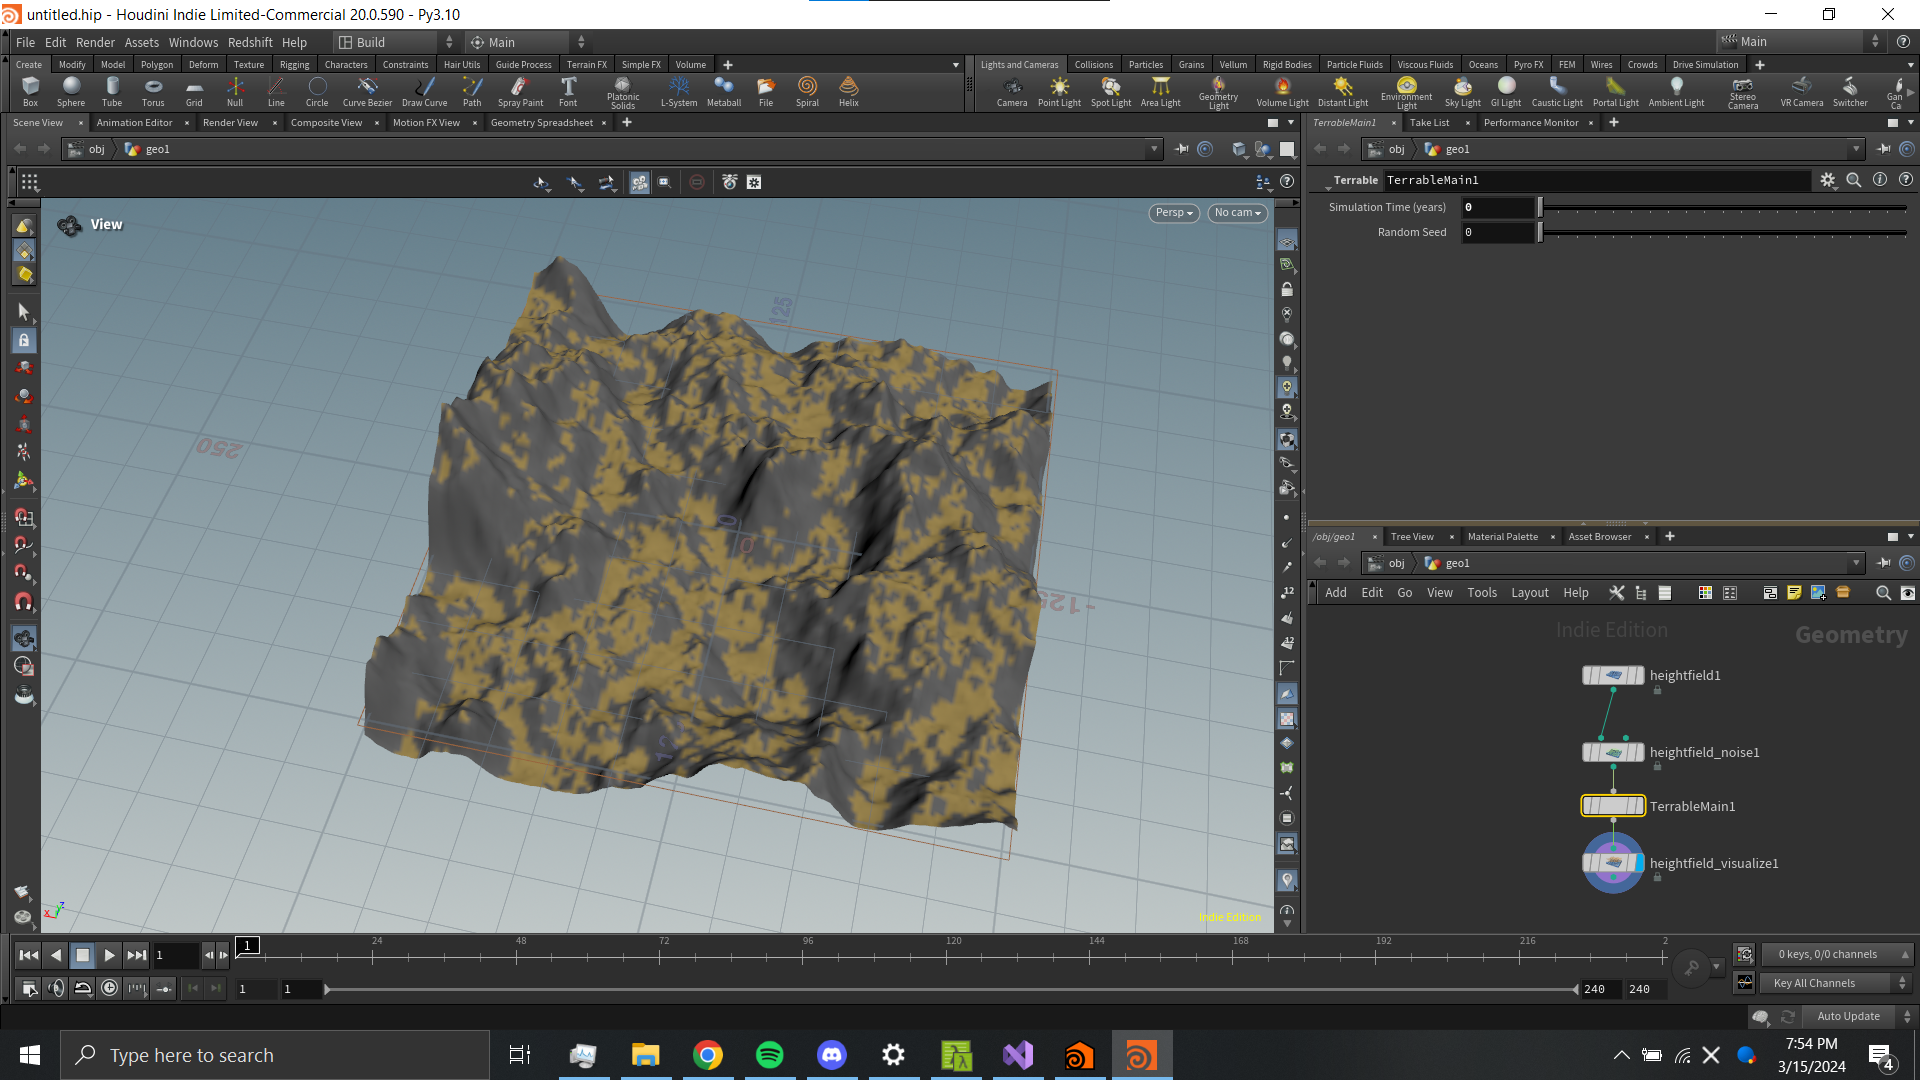 untitled.hip - Houdini Indie Limited-Commercial 20.0.590 - Py3.10
File Edit Render Assets Windows Redshift Help Build Main Main
Create Modify Model Polygon Deform Texture Rigging Characters Constraints Hair Utils Guide Process Terrain FX Simple FX Volume
Lights and Cameras Collisions Particles Grains Vellum Rigid Bodies Particle Fluids Viscous Fluids Oceans Pyro FX FEM Wires Crowds Drive Simulation
Box Sphere Tube Torus Grid Null Line Circle Curve Bezier Draw Curve Path Spray Paint Font Platonic Solids L-System Metaball File Spiral Helix
Camera Point Light Spot Light Area Light Geometry Light Volume Light Distant Light Environment Light Sky Light GI Light Caustic Light Portal Light Ambient Light Stereo Camera VR Camera Switcher Gan Ca
Scene View Animation Editor Render View Composite View Motion FX View Geometry Spreadsheet
TerrableMain1 Take List Performance Monitor
obj geo1
obj geo1
Terrable TerrableMain1
Simulation Time (years) 0
Random Seed 0
View
Persp No cam
125
250
0
0
-125
Indie Edition
/obj/geo1 Tree View Material Palette Asset Browser
obj geo1
Add Edit Go View Tools Layout Help
Indie Edition Geometry
heightfield1
heightfield_noise1
TerrableMain1
heightfield_visualize1
12
12
1
1 24 48 72 96 120 144 168 192 216 2
0 keys, 0/0 channels
1 1 240 240
Key All Channels
Auto Update
Type here to search
7:54 PM
3/15/2024
4